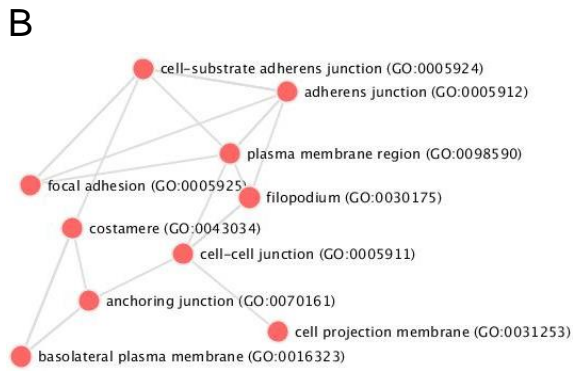 B
cell-substrate adherens junction (GO:0005924)
adherens junction (GO:0005912)
plasma membrane region (GO:0098590)
focal adhesion (GO:0005925)
filopodium (GO:0030175)
costamere (GO:0043034)
cell-cell junction (GO:0005911)
anchoring junction (GO:0070161)
cell projection membrane (GO:0031253)
basolateral plasma membrane (GO:0016323)